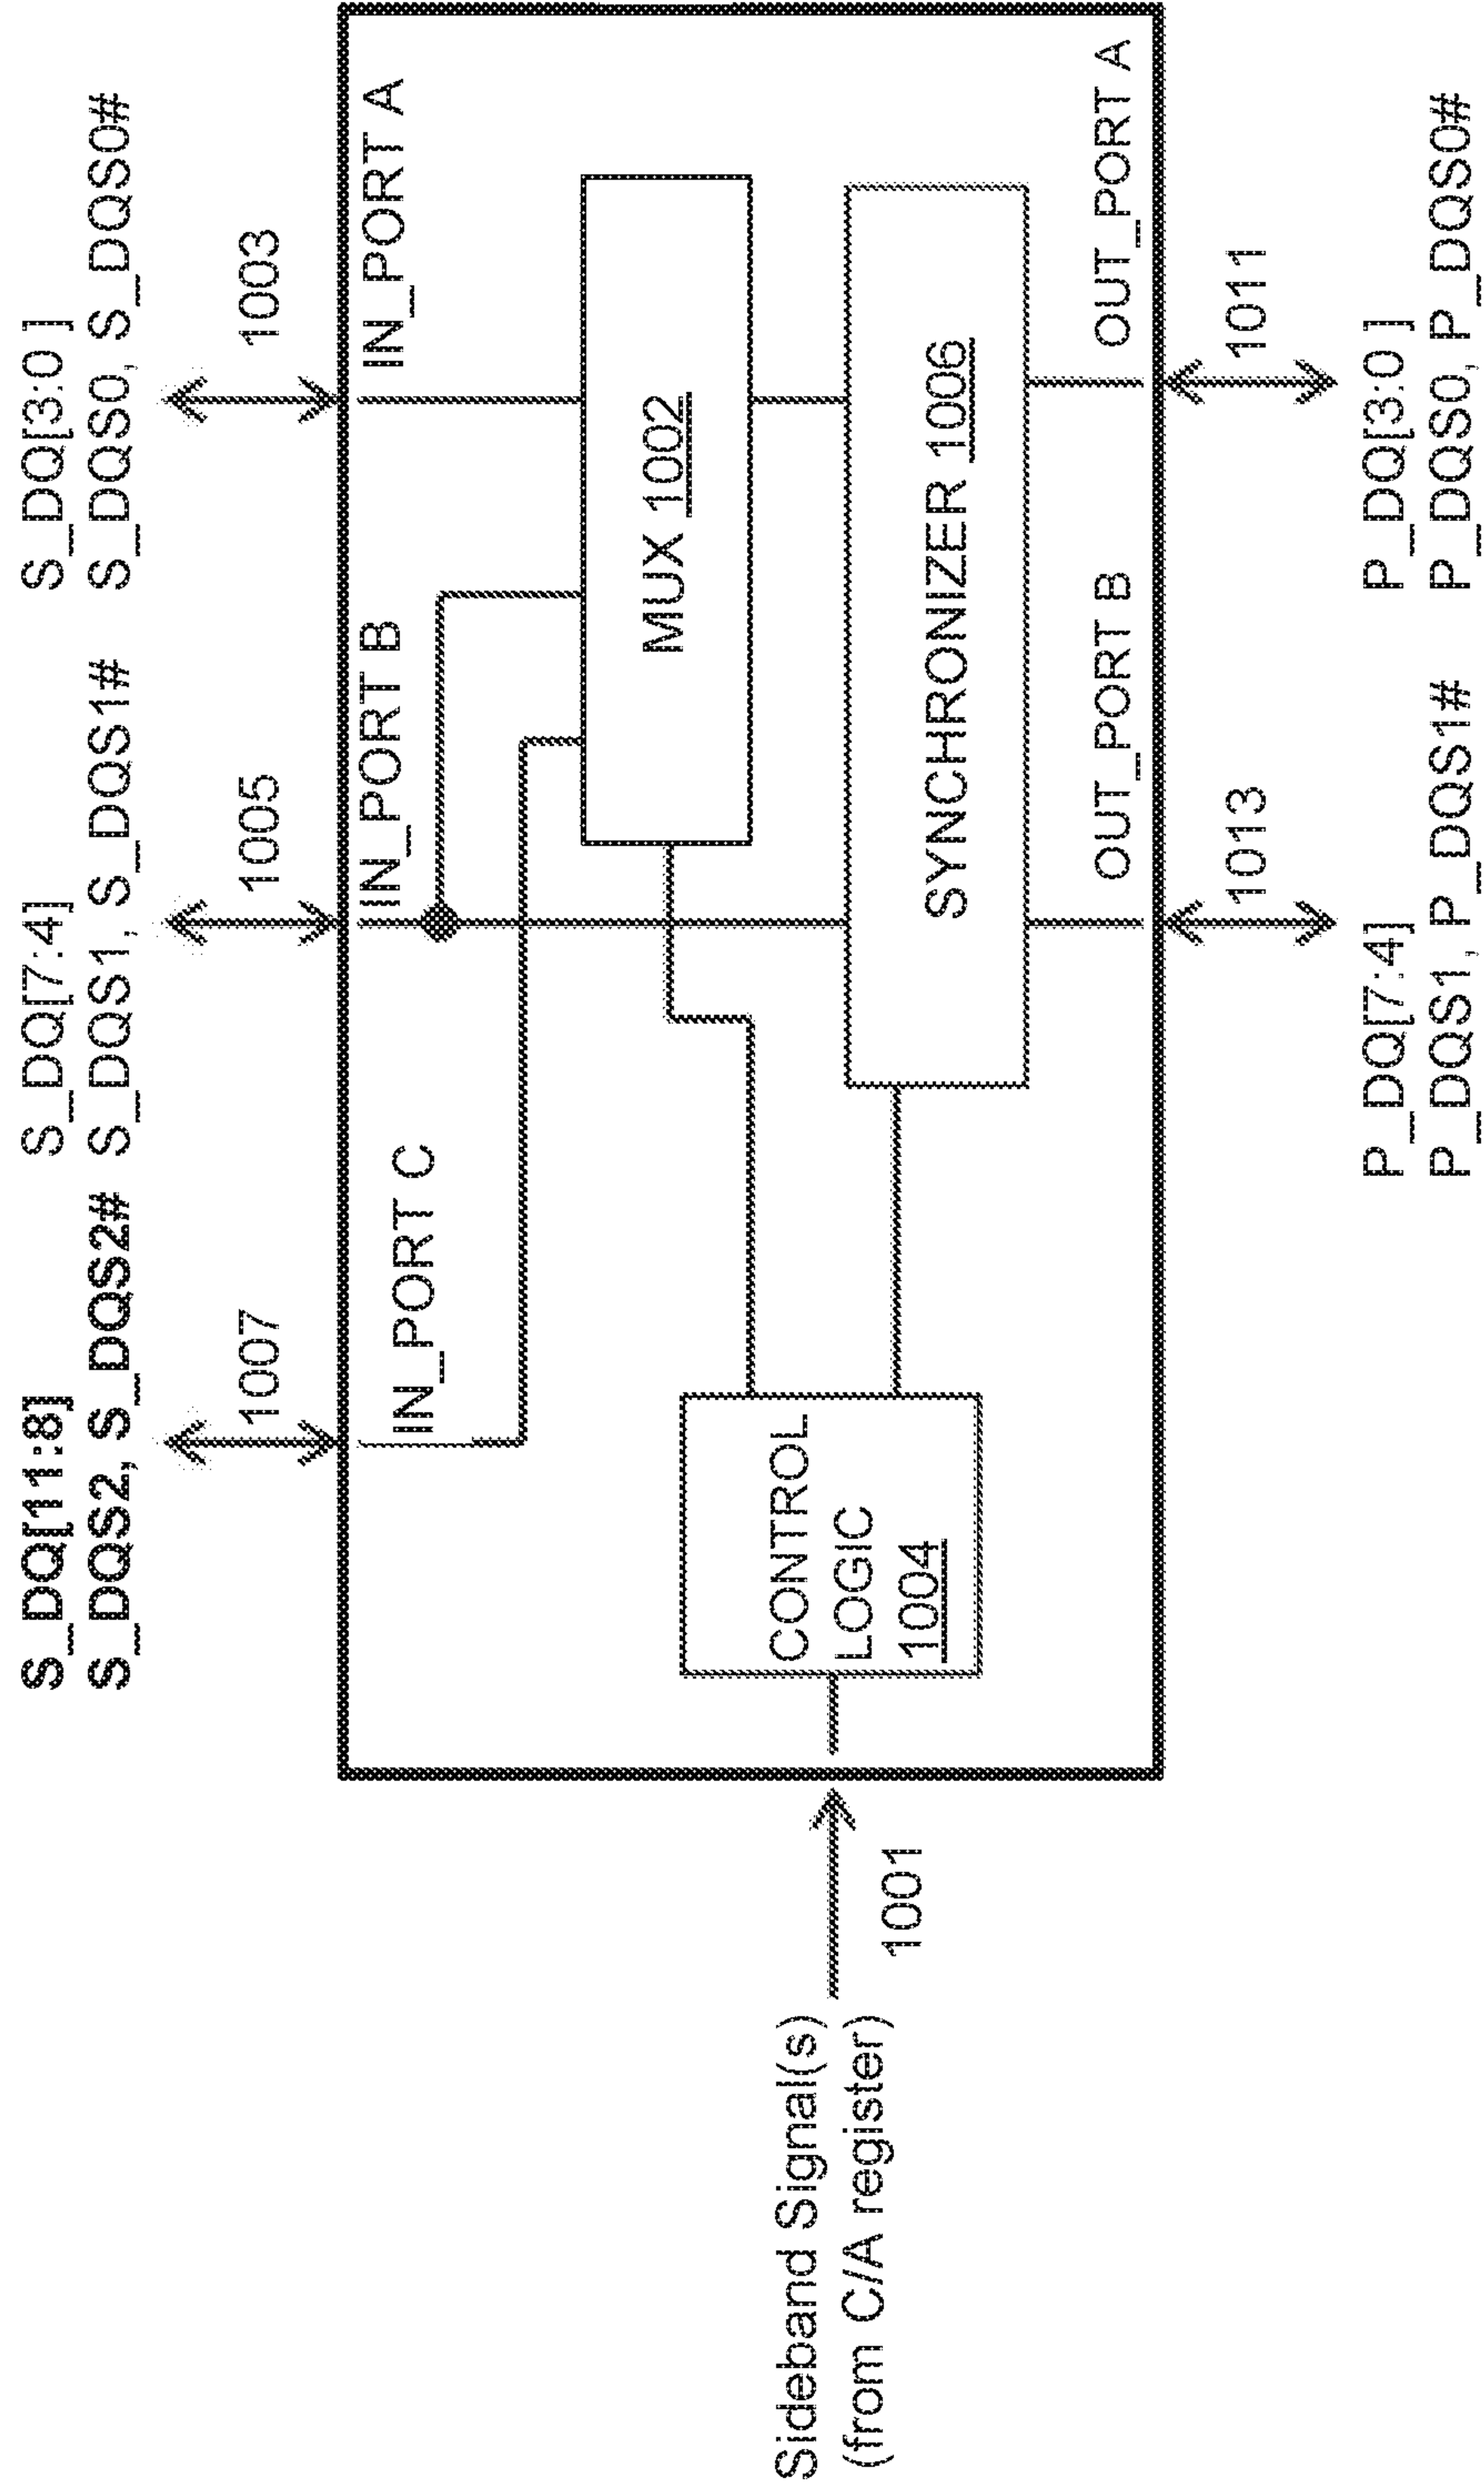 S_DQ[11:8]
S_DQS2, S_DQS2#
S_DQ[7:4]
S_DQS1, S_DQS1#
S_DQ[3:0 ]
S_DQS0, S_DQS0#
1007
1005
1003
IN_PORT C
IN_PORT B
IN_PORT A
MUX 1002
CONTROL
LOGIC
1004
SYNCHRONIZER 1006
Sideband Signal(s)
(from C/A register)
1001
OUT_PORT B
OUT_PORT A
1013
1011
P_DQ[7:4]
P_DQS1, P_DQS1#
P_DQ[3:0 ]
P_DQS0, P_DQS0#